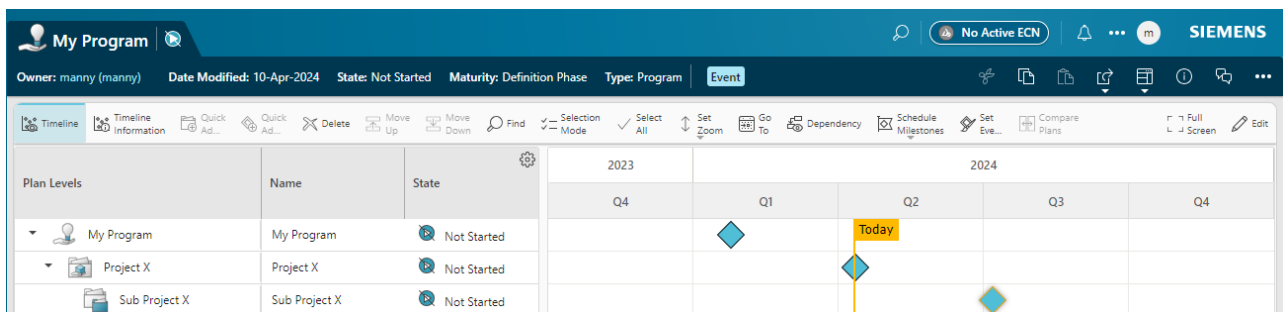 My Program
No Active ECN
m
SIEMENS
Owner: manny (manny) Date Modified: 10-Apr-2024 State: Not Started Maturity: Definition Phase Type: Program Event
Timeline
Timeline Information
Quick Ad...
Quick Ad...
Delete
Move Up
Move Down
Find
Selection Mode
Select All
Set Zoom
Go To
Dependency
Schedule Milestones
Set Eve...
Compare Plans
Full Screen
Edit
Plan Levels Name State
2023 2024
Q4 Q1 Q2 Q3 Q4
My Program My Program Not Started
Today
Project X Project X Not Started
Sub Project X Sub Project X Not Started